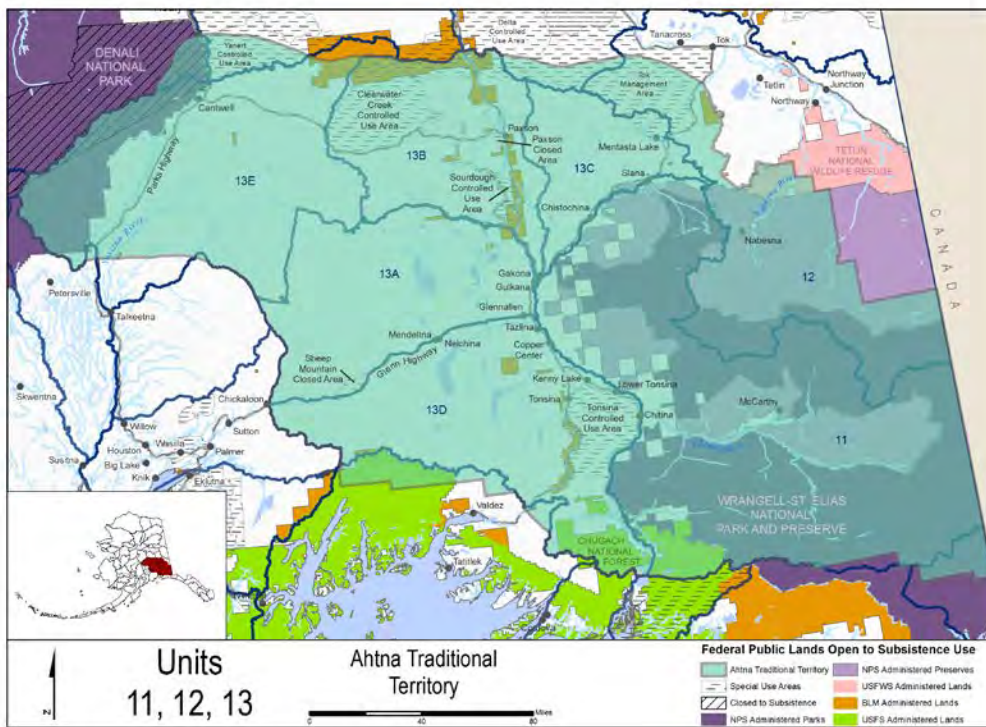 Delta
Controlled
Use Area
Tanacross
Tok
DENALI
NATIONAL
PARK
Yanert
Controlled
Use Area
Tok
Management
Area
Tetlin
Northway
Junction
Northway
Clearwater
Creek
Controlled
Use Area
Cantwell
Paxson
Paxson
Closed
Area
Parks Highway
13B
13C
Mentasta Lake
TETLIN
NATIONAL
WILDLIFE REFUGE
13E
Slana
Sourdough
Controlled
Use
Area
Chistochina
Nabesna
CANADA
12
13A
Petersville
Talkeetna
Gakona
Gulkana
Glennallen
Mendeltna
Nelchina
Tazlina
Copper
Center
Glenn Highway
Sheep
Mountain
Closed Area
Skwentna
Chickaloon
Kenny Lake
Lower Tonsina
Tonsina
Tonsina
Controlled
Use Area
Chitina
McCarthy
13D
11
Willow
Sutton
Houston
Wasilla
Palmer
Big Lake
Susitna
Knik
Eklutna
WRANGELL-ST. ELIAS
NATIONAL
PARK AND PRESERVE
Valdez
CHUGACH
NATIONAL
FOREST
Tatitlek
Cordova
N
Units
11, 12, 13
Ahtna Traditional
Territory
0
40
80
Miles
Federal Public Lands Open to Subsistence Use
Ahtna Traditional Territory
Special Use Areas
Closed to Subsistence
NPS Administered Parks
NPS Administered Preserves
USFWS Administered Lands
BLM Administered Lands
USFS Administered Lands